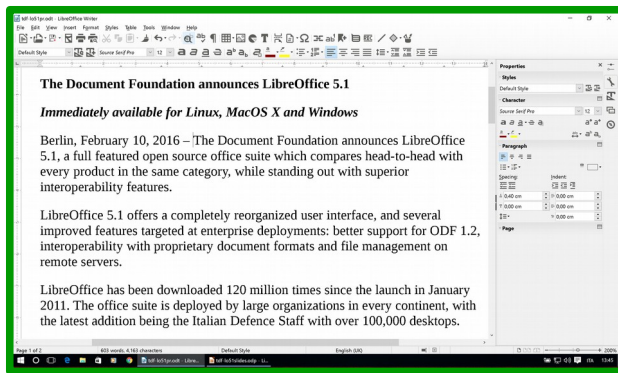 tdf-lo51pr.odt - LibreOffice Writer
File Edit View Insert Format Styles Table Tools Window Help
Default Style Source Serif Pro 12
The Document Foundation announces LibreOffice 5.1
Immediately available for Linux, MacOS X and Windows
Berlin, February 10, 2016 – The Document Foundation announces LibreOffice
5.1, a full featured open source office suite which compares head-to-head with
every product in the same category, while standing out with superior
interoperability features.
LibreOffice 5.1 offers a completely reorganized user interface, and several
improved features targeted at enterprise deployments: better support for ODF 1.2,
interoperability with proprietary document formats and file management on
remote servers.
LibreOffice has been downloaded 120 million times since the launch in January
2011. The office suite is deployed by large organizations in every continent, with
the latest addition being the Italian Defence Staff with over 100,000 desktops.
Properties
Styles
Default Style
Character
Source Serif Pro 12
Paragraph
Spacing: Indent:
0,40 cm 0,00 cm
0,00 cm 0,00 cm
0,00 cm
Page
Page 1 of 2 603 words, 4.163 characters Default Style English (UK) 200%
tdf-lo51pr.odt - Libre... tdf-lo51slides.odp - Li... ITA 13:45